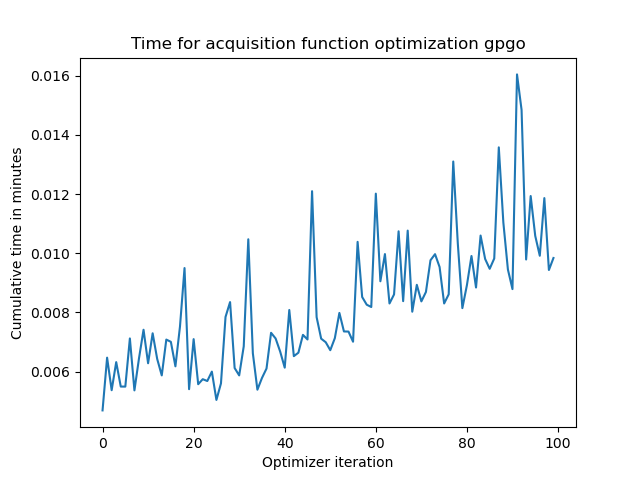 Time for acquisition function optimization gpgo
0.016
0.014
0.012
0.010
0.008
0.006
Cumulative time in minutes
0 20 40 60 80 100
Optimizer iteration